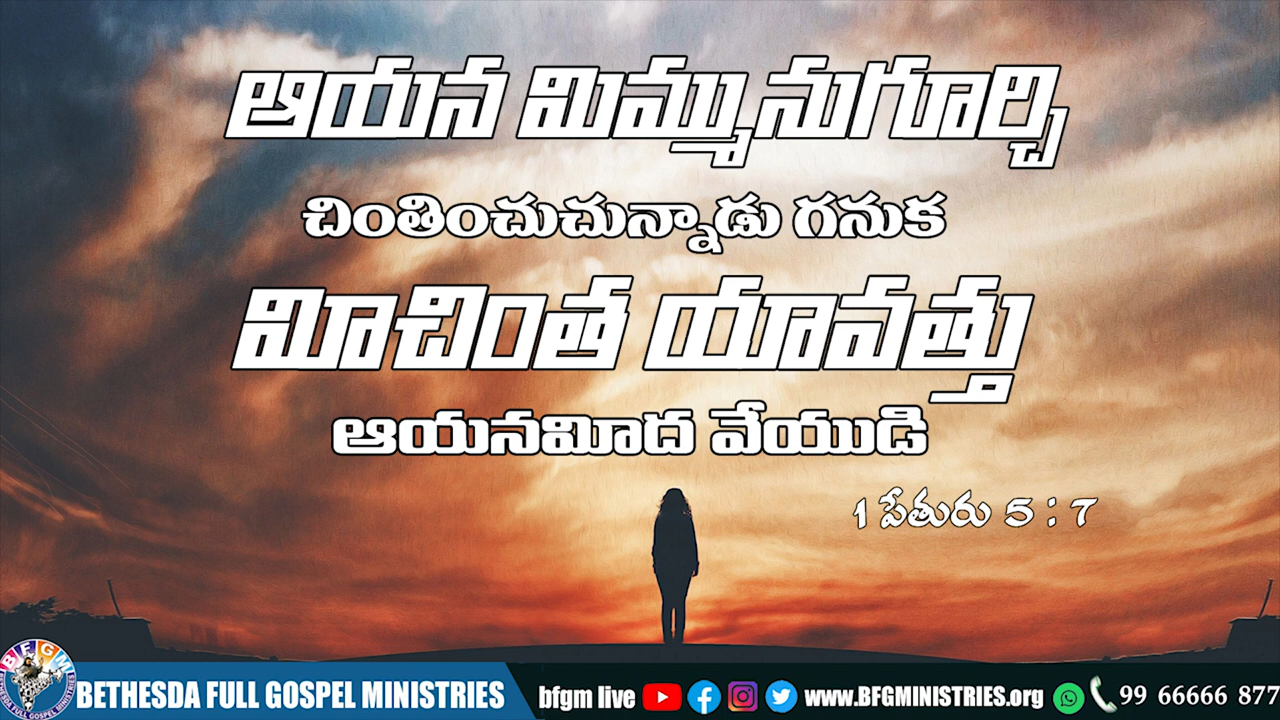 ఆయన మిమ్మునుగూర్చి
చింతించుచున్నాడు గనుక
మీచింత యావత్తు
ఆయనమీద వేయుడి
1 పేతురు 5 : 7
BFGM
BETHESDA FULL GOSPEL MINISTRIES
bfgm live
www.BFGMINISTRIES.org
99 66666 877